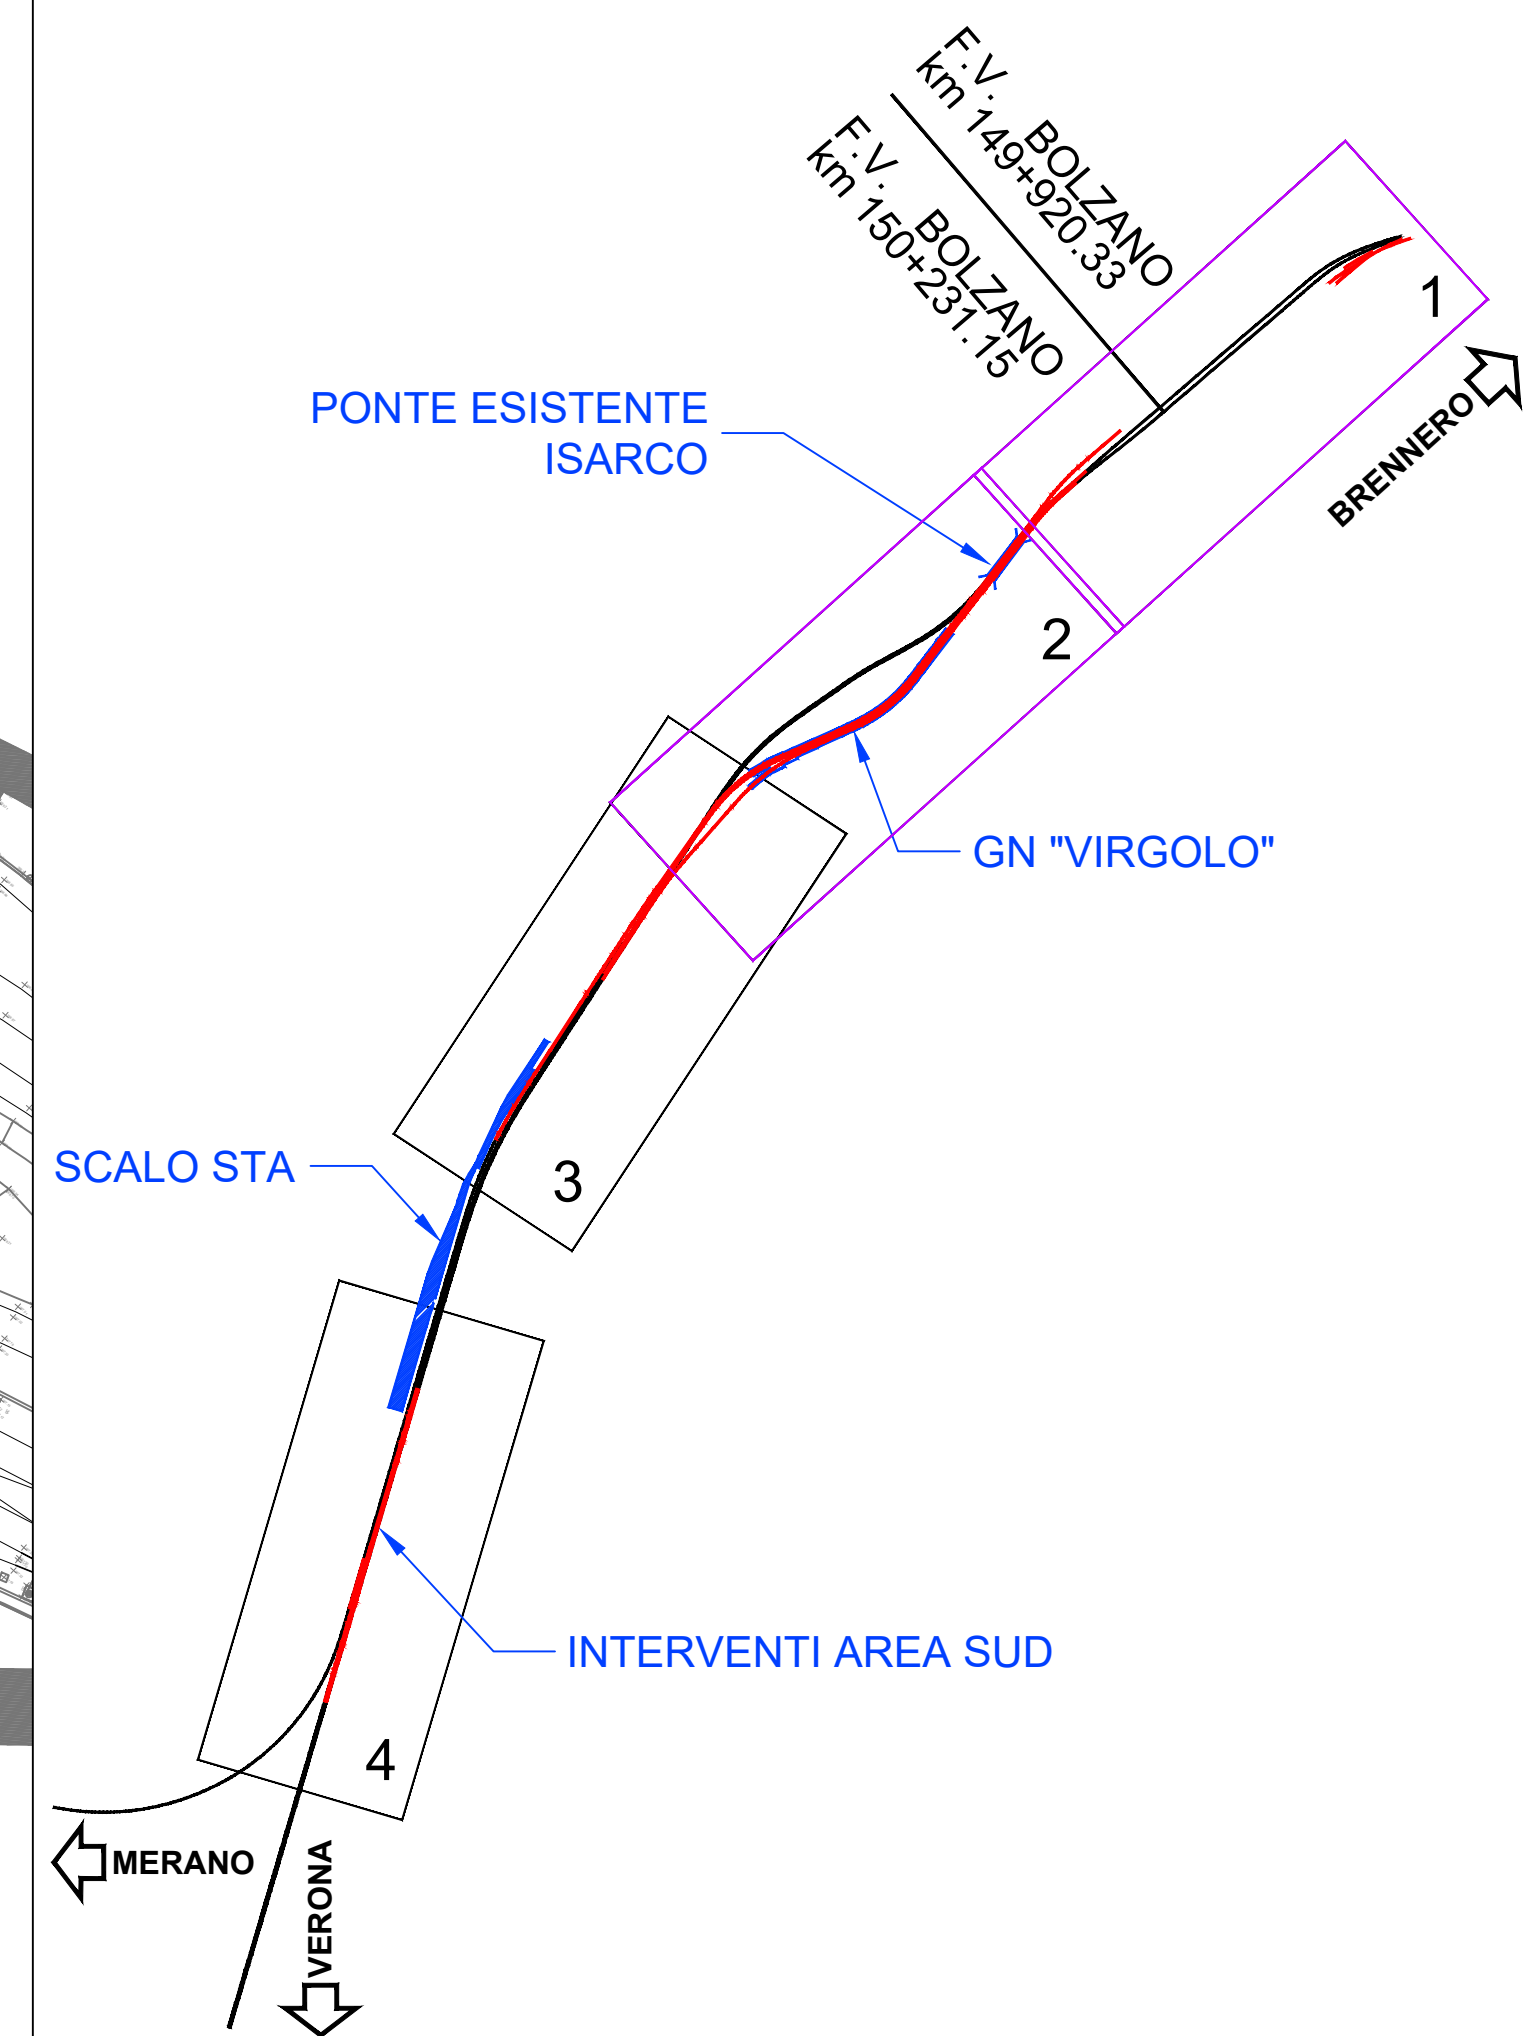 F.V. BOLZANO
km 149+920.33
F.V. BOLZANO
km 150+231.15
1
BRENNERO
PONTE ESISTENTE
ISARCO
2
GN "VIRGOLO"
SCALO STA
3
INTERVENTI AREA SUD
4
MERANO
VERONA